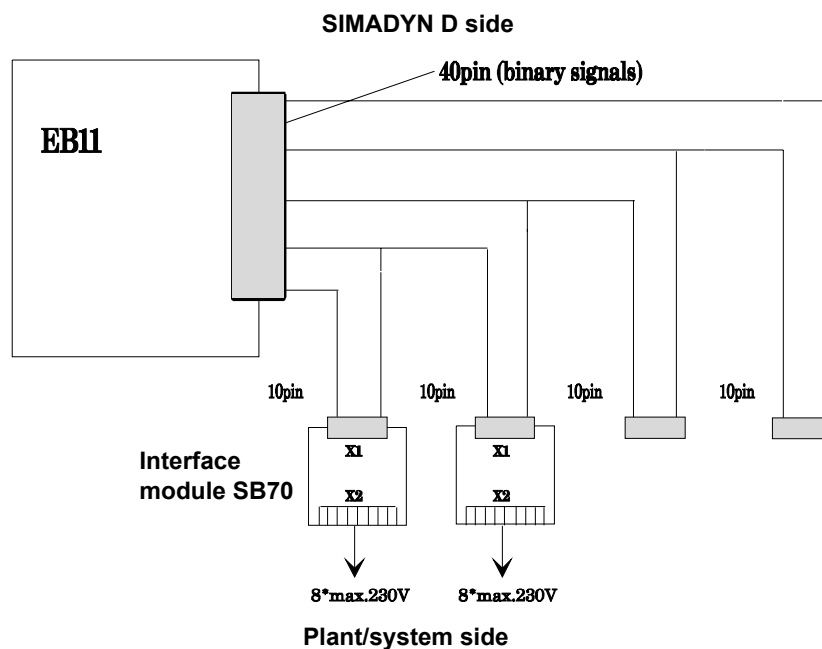 SIMADYN D side
40pin (binary signals)
EB11
10pin
10pin
10pin
10pin
X1
X1
Interface
module SB70
X2
X2
8*max.230V
8*max.230V
Plant/system side